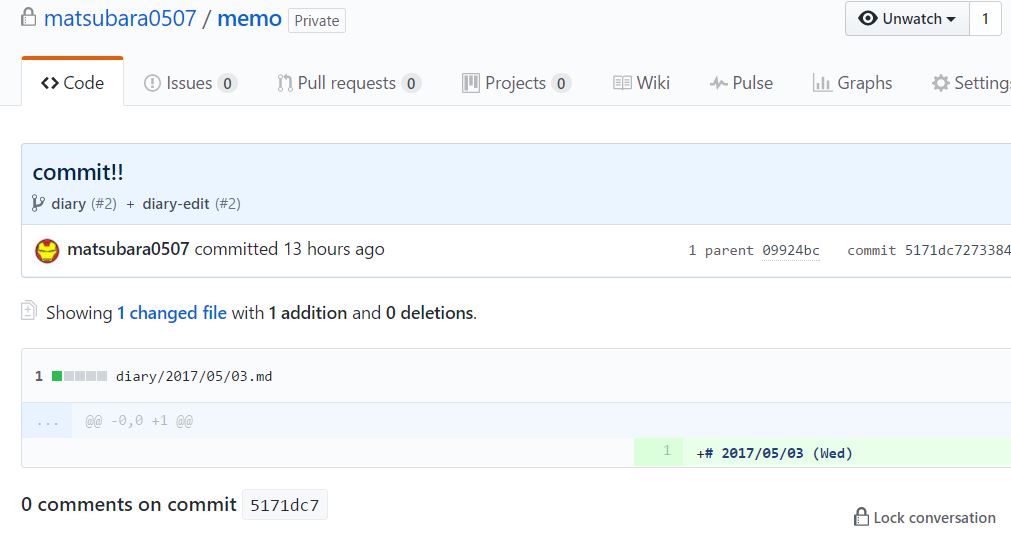 matsubara0507 / memo Private Unwatch 1
Code Issues 0 Pull requests 0 Projects 0 Wiki Pulse Graphs Settings
commit!!
diary (#2) + diary-edit (#2)
matsubara0507 committed 13 hours ago 1 parent 09924bc commit 5171dc7273384
Showing 1 changed file with 1 addition and 0 deletions.
1 diary/2017/05/03.md
... @@ -0,0 +1 @@
1 +# 2017/05/03 (Wed)
0 comments on commit 5171dc7
Lock conversation